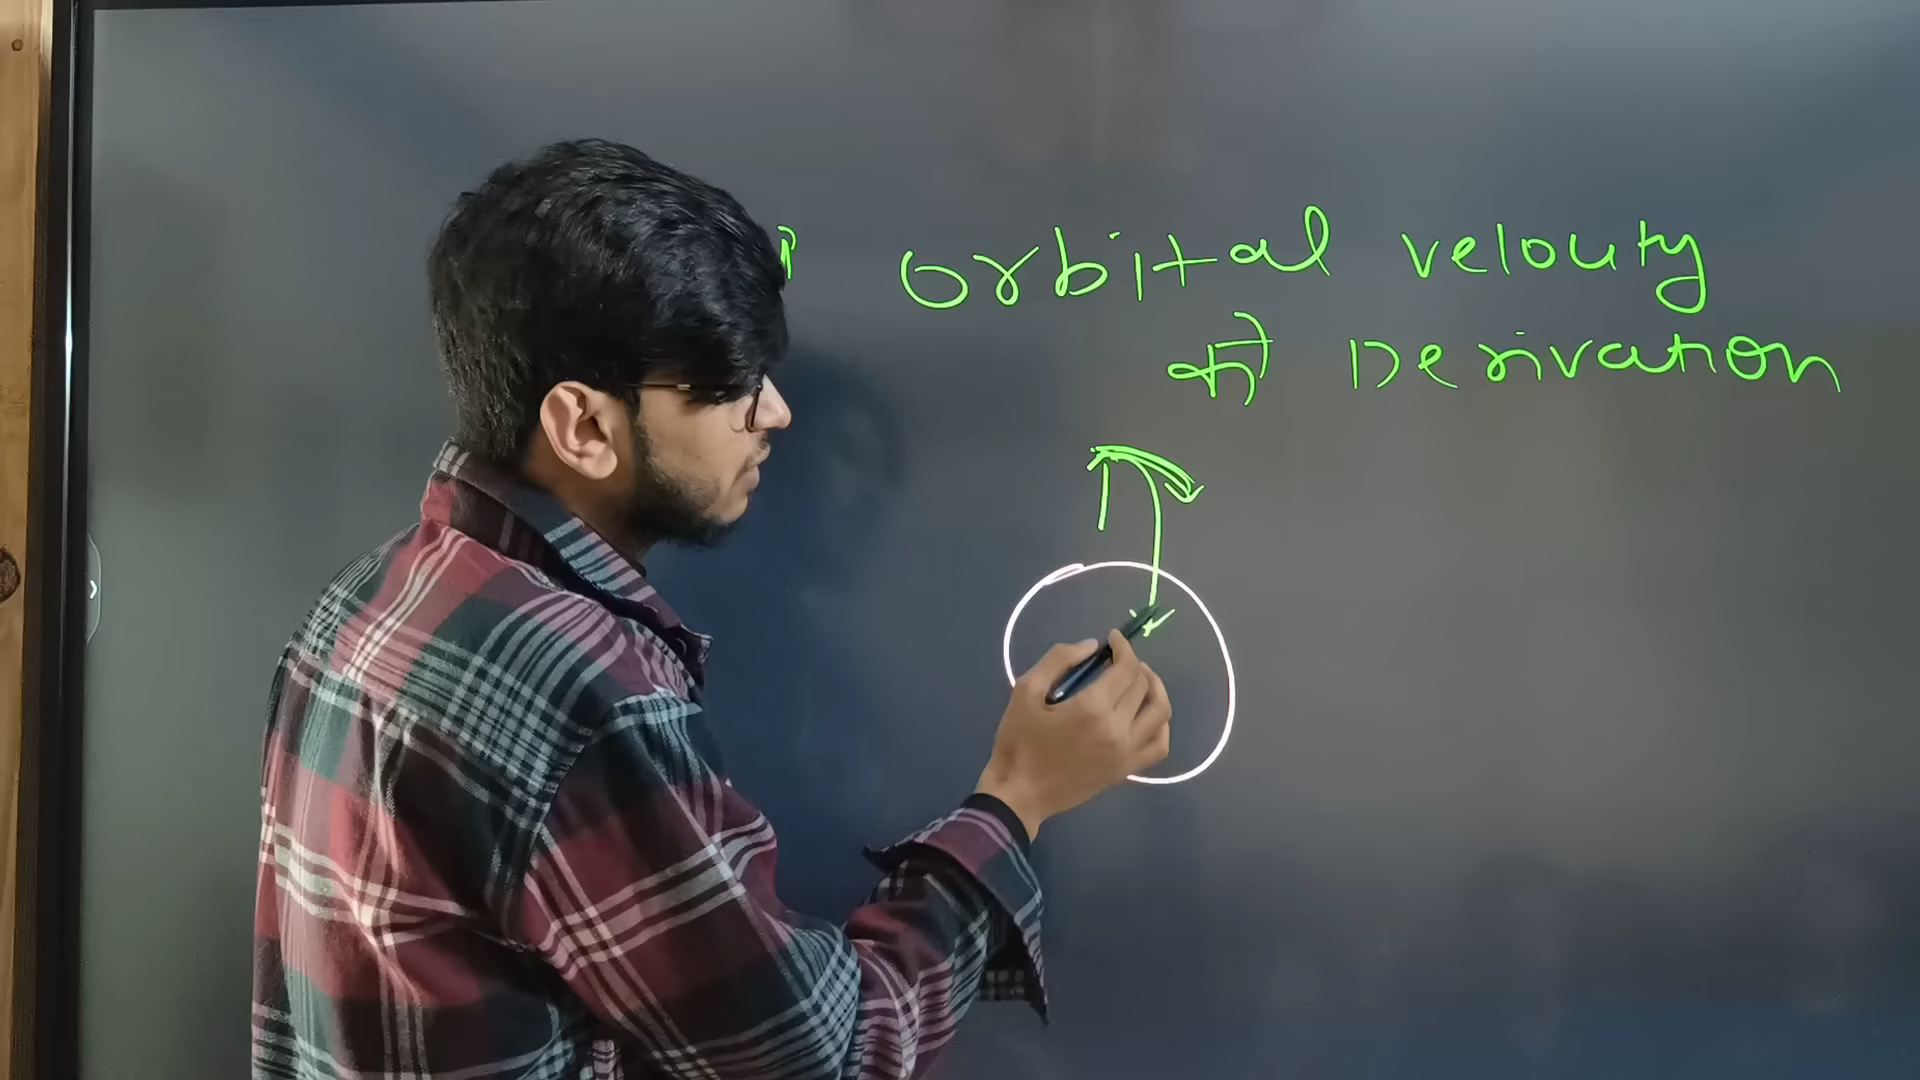 orbital velocity
का Derivation